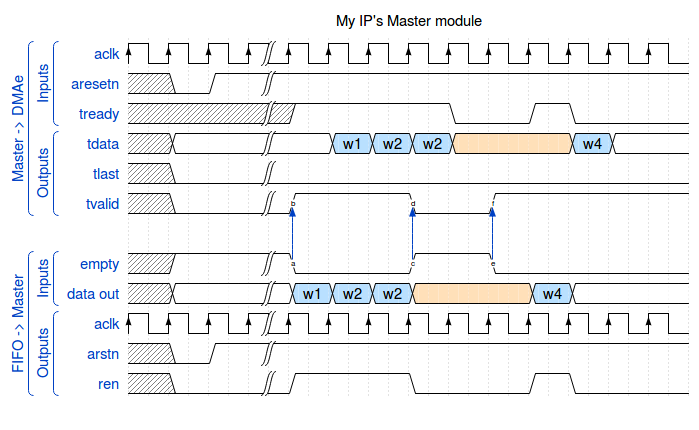 My IP's Master module
Master -> DMAe
Inputs
aclk
aresetn
tready
Outputs
tdata w1 w2 w2 w4
tlast
tvalid b d f
FIFO -> Master
Inputs
empty a c e
data out w1 w2 w2 w4
Outputs
aclk
arstn
ren